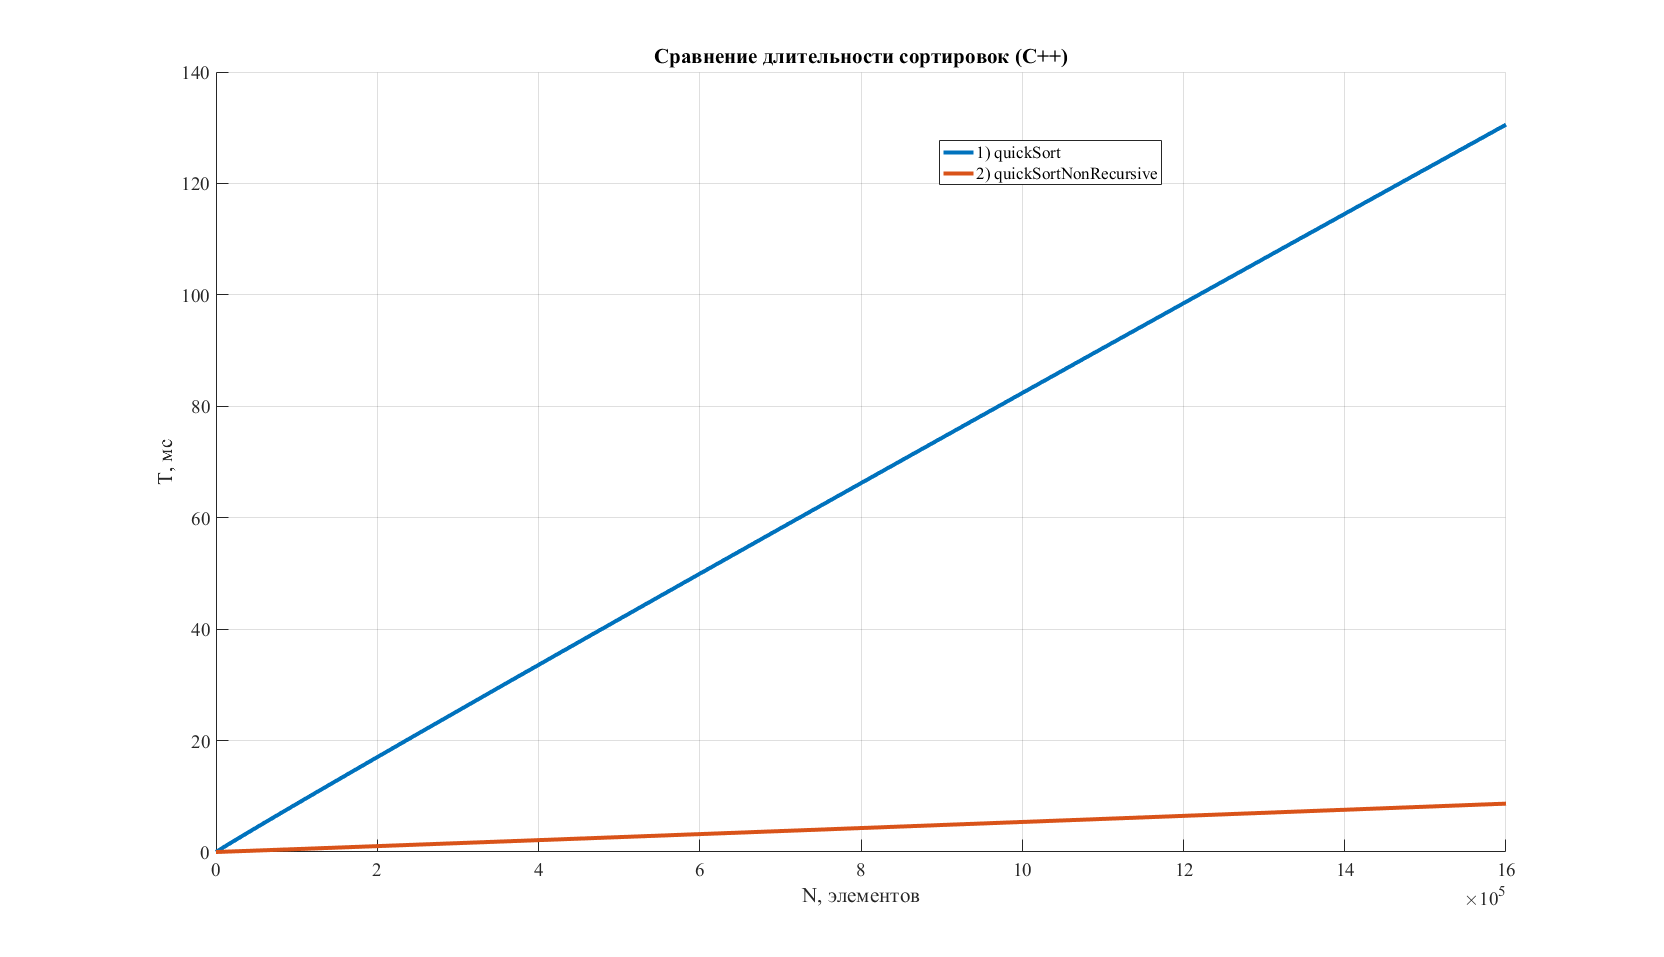 Сравнение длительности сортировок (C++)
140
1) quickSort
2) quickSortNonRecursive
120
100
80
T, мс
60
40
20
0
0 2 4 6 8 10 12 14 16
N, элементов
×10^5